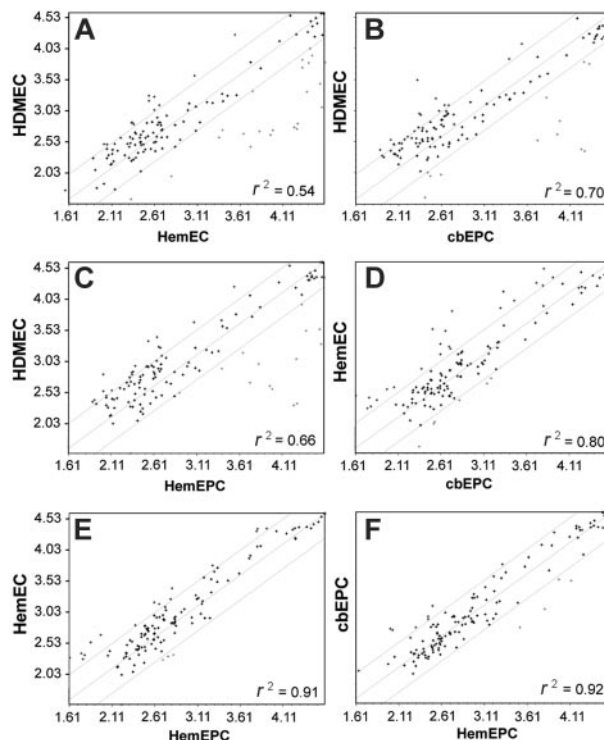 A
HDMEC
4.53
4.03
3.53
3.03
2.53
2.03
1.61 2.11 2.61 3.11 3.61 4.11
HemEC
r² = 0.54
B
HDMEC
1.61 2.11 2.61 3.11 3.61 4.11
cbEPC
r² = 0.70
C
HDMEC
4.53
4.03
3.53
3.03
2.53
2.03
1.61 2.11 2.61 3.11 3.61 4.11
HemEPC
r² = 0.66
D
HemEC
1.61 2.11 2.61 3.11 3.61 4.11
cbEPC
r² = 0.80
E
HemEC
4.53
4.03
3.53
3.03
2.53
2.03
1.61 2.11 2.61 3.11 3.61 4.11
HemEPC
r² = 0.91
F
cbEPC
1.61 2.11 2.61 3.11 3.61 4.11
HemEPC
r² = 0.92